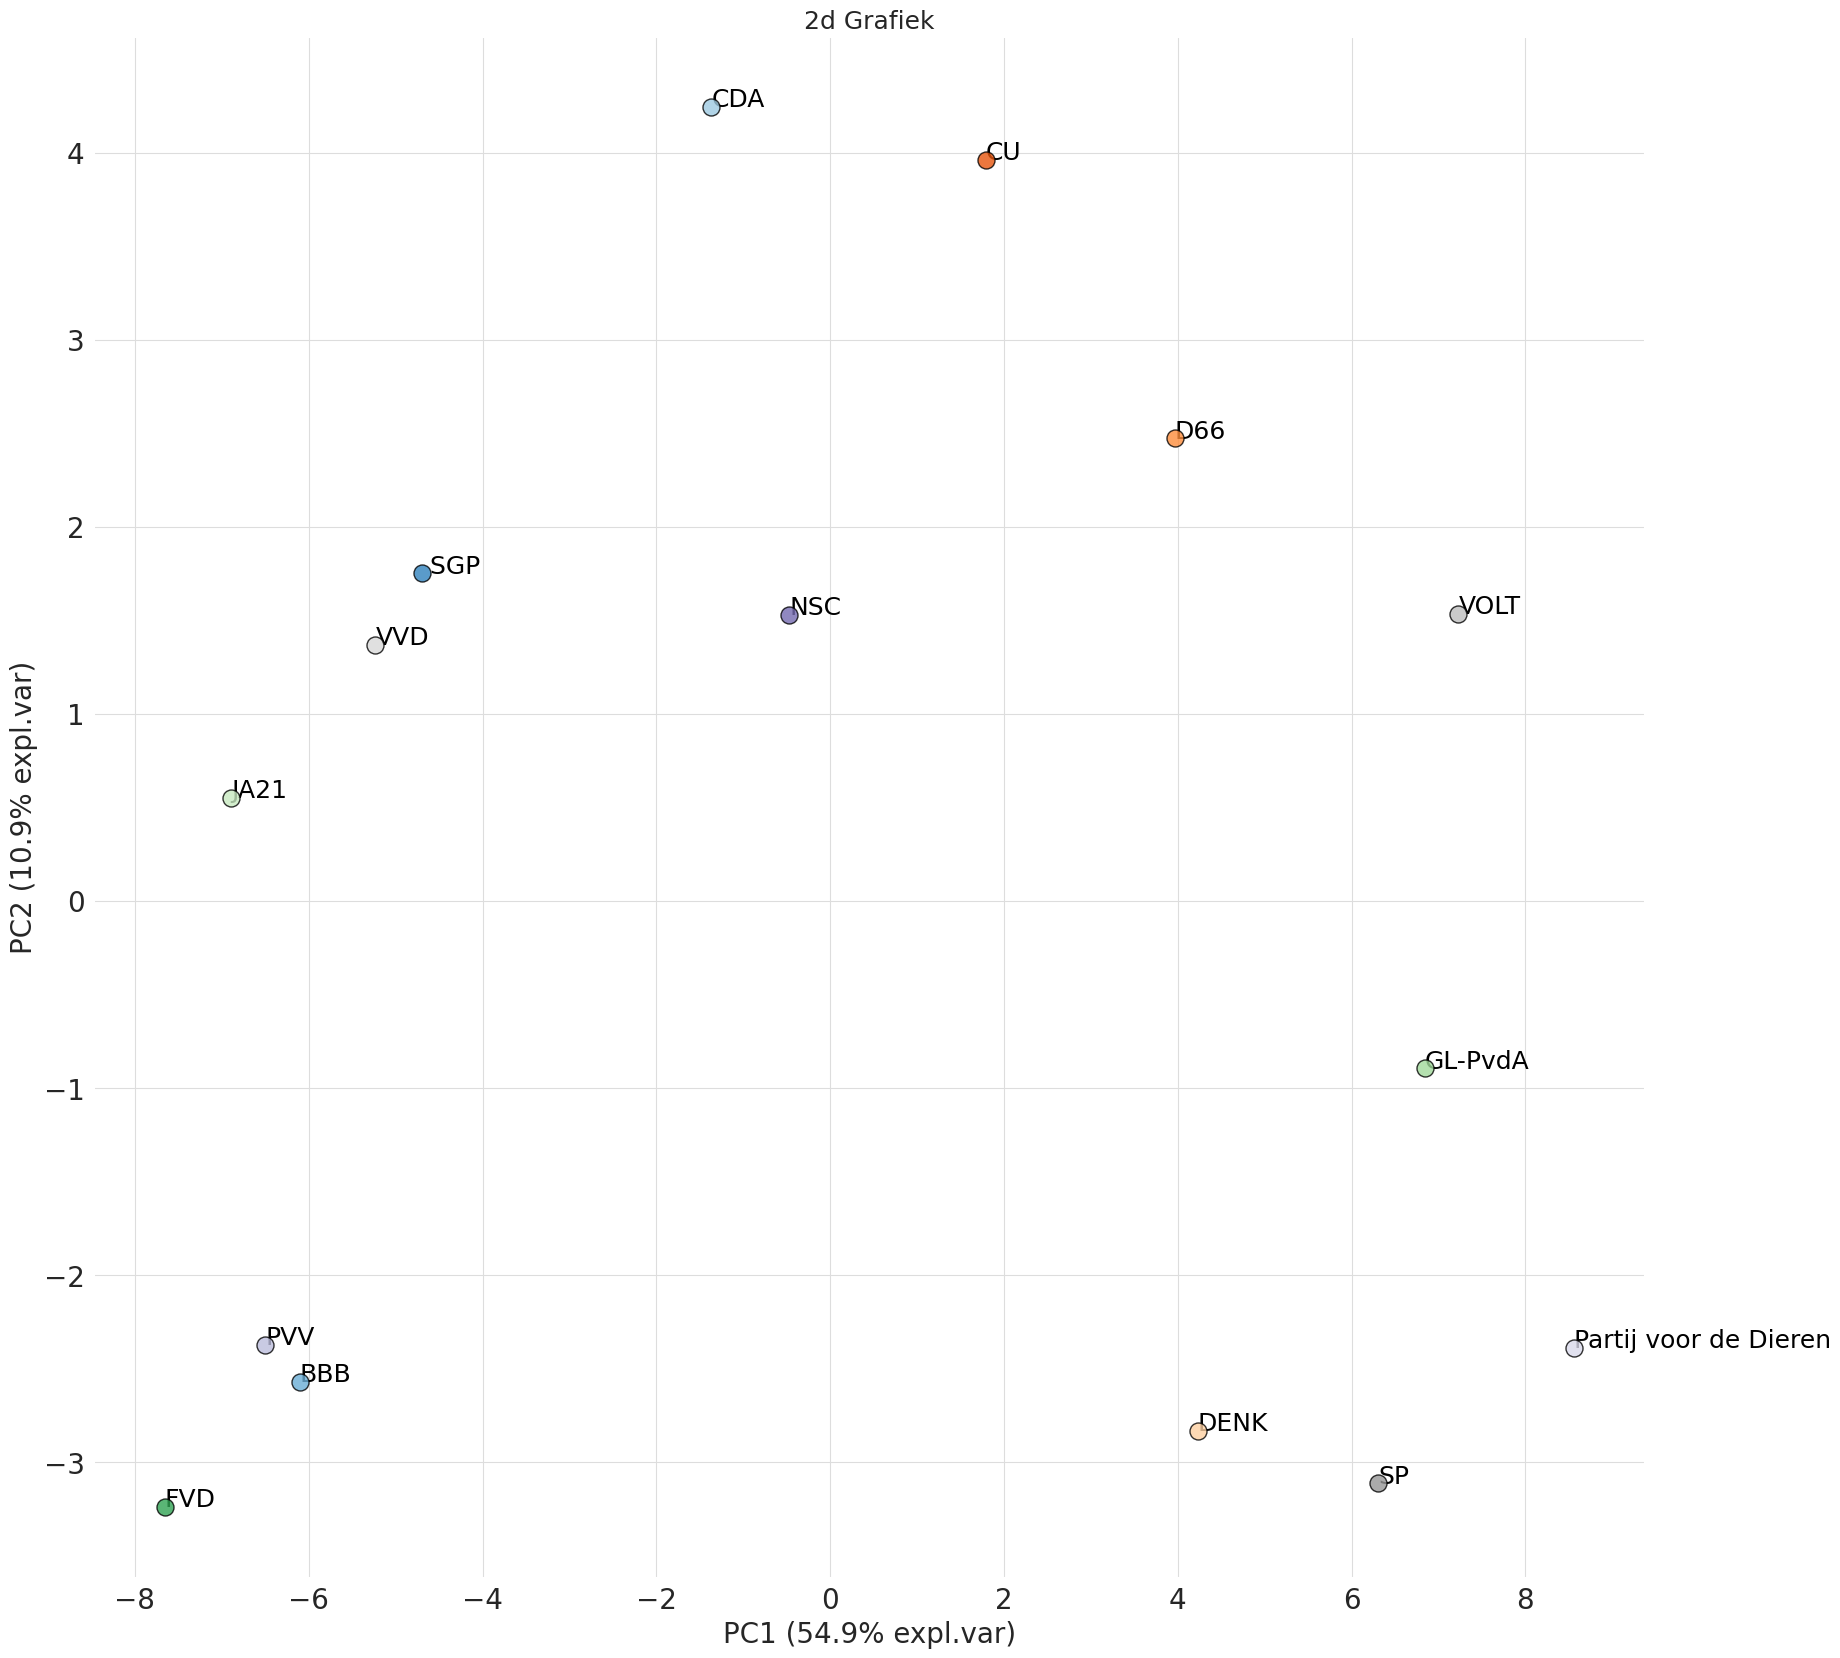 2d Grafiek
CDA
CU
D66
SGP
NSC
VOLT
VVD
JA21
GL-PvdA
PVV
Partij voor de Dieren
BBB
DENK
SP
FVD
4
3
2
1
0
−1
−2
−3
PC2 (10.9% expl.var)
−8 −6 −4 −2 0 2 4 6 8
PC1 (54.9% expl.var)